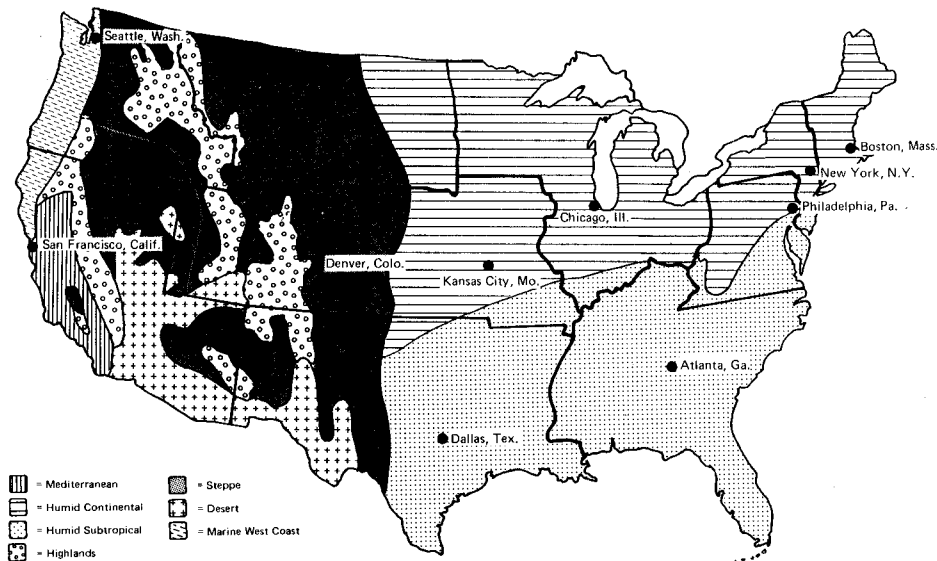 Seattle, Wash.
Boston, Mass.
New York, N.Y.
Philadelphia, Pa.
Chicago, Ill.
San Francisco, Calif.
Denver, Colo.
Kansas City, Mo.
Atlanta, Ga.
Dallas, Tex.
= Mediterranean
= Steppe
= Humid Continental
= Desert
= Humid Subtropical
= Marine West Coast
= Highlands